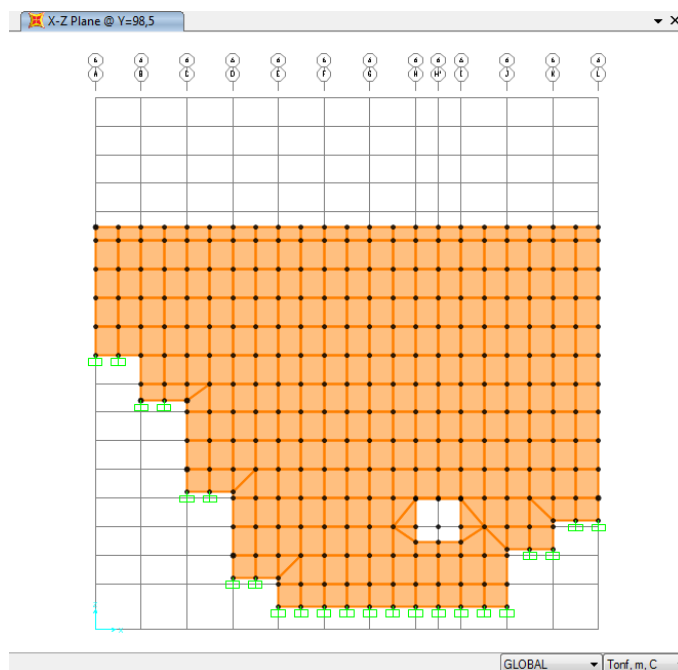 X-Z Plane @ Y=98,5
A B C D E F G H H' I J K L
Z
X
GLOBAL
Tonf, m, C